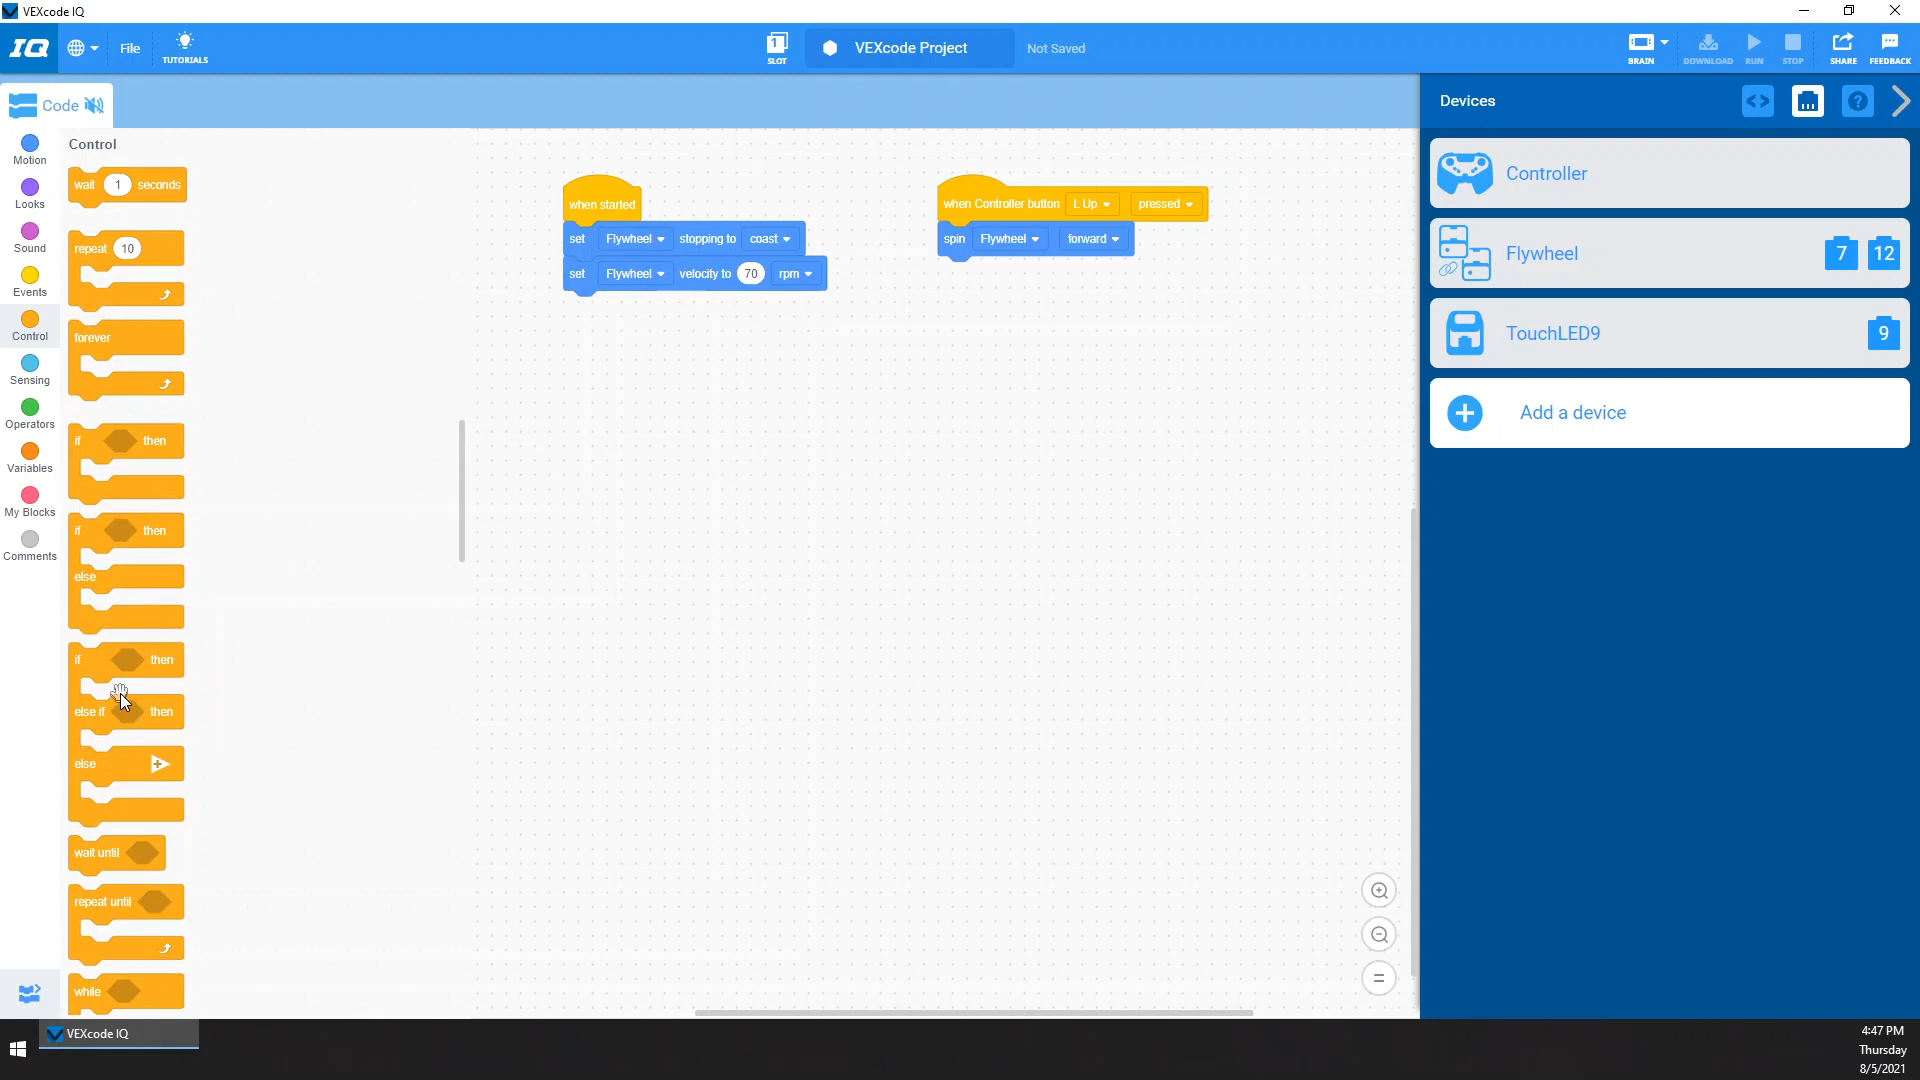 VEXcode IQ
IQ
File
TUTORIALS
1
SLOT
VEXcode Project
Not Saved
BRAIN
DOWNLOAD
RUN
STOP
SHARE
FEEDBACK
Code
Devices
Motion
Looks
Sound
Events
Control
Sensing
Operators
Variables
My Blocks
Comments
Control
wait 1 seconds
repeat 10
forever
if then
if then
else
if then
else if then
else
wait until
repeat until
while
when started
set Flywheel stopping to coast
set Flywheel velocity to 70 rpm
when Controller button L Up pressed
spin Flywheel forward
Controller
Flywheel 7 12
TouchLED9 9
Add a device
VEXcode IQ
4:47 PM
Thursday
8/5/2021